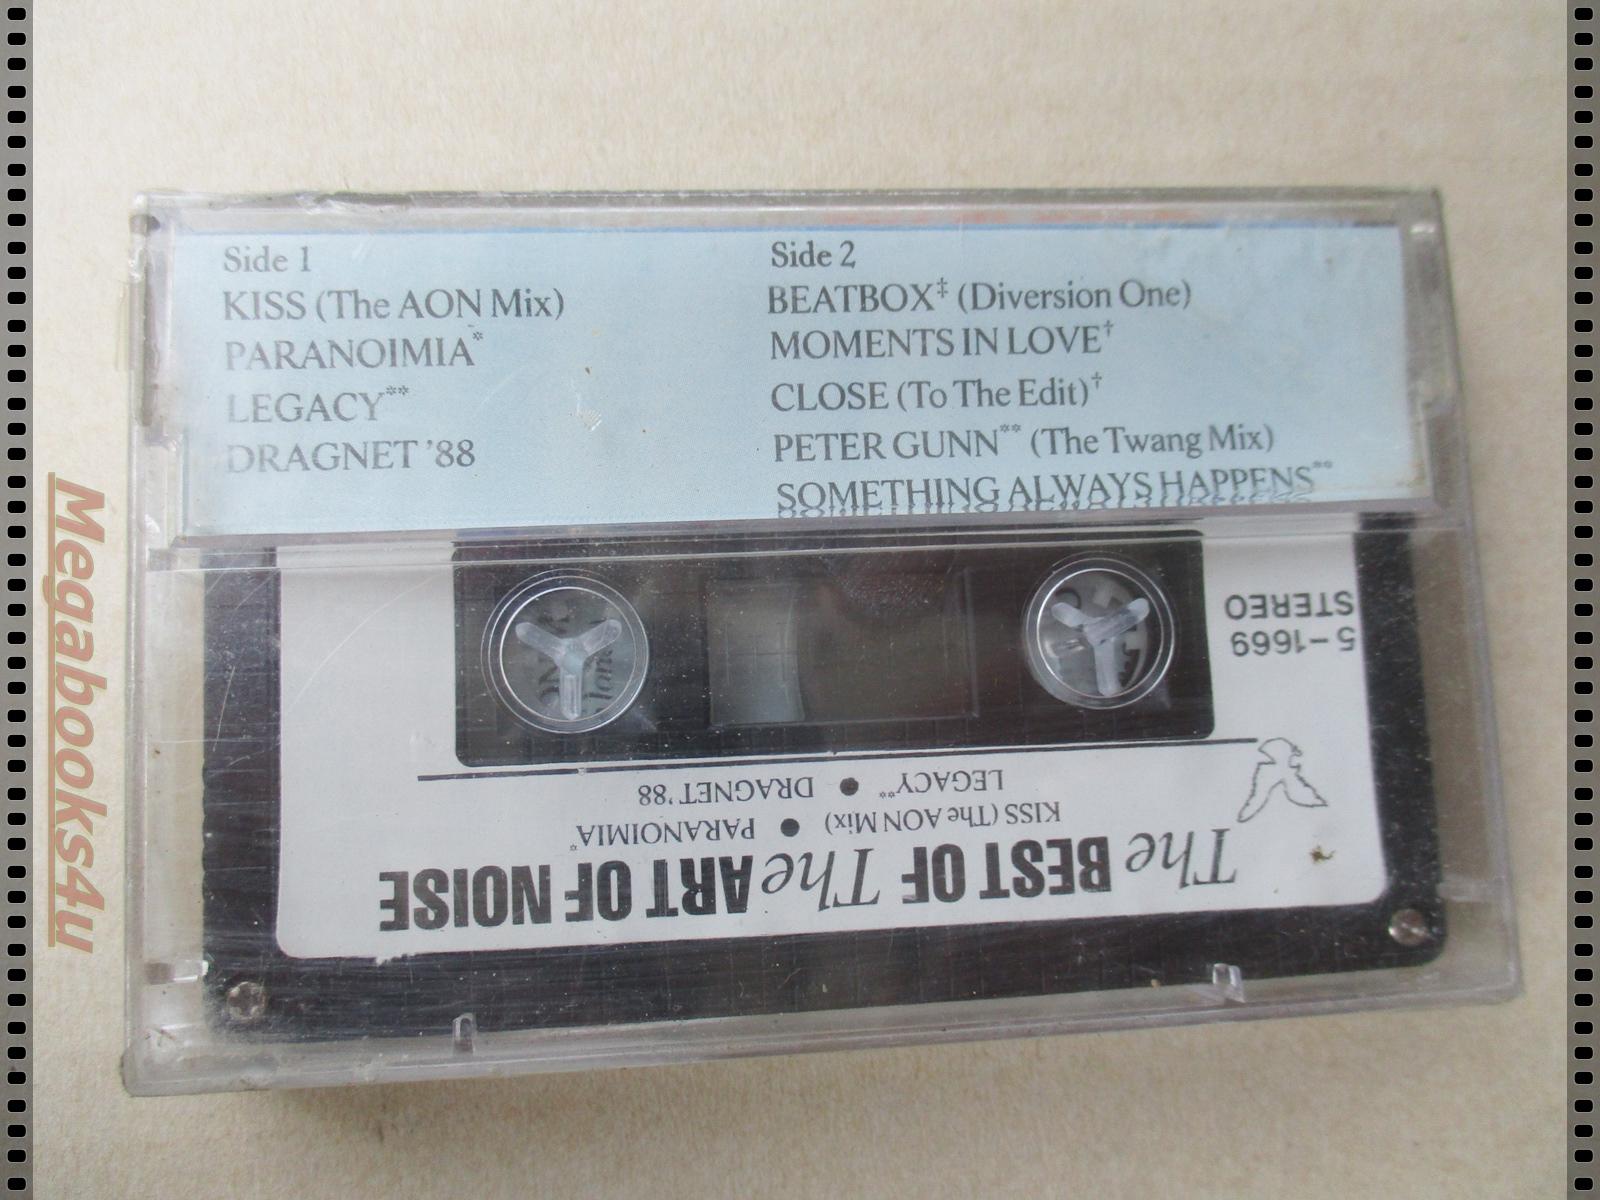 Side 1
KISS (The AON Mix)
PARANOIMIA*
LEGACY**
DRAGNET '88
Side 2
BEATBOX‡ (Diversion One)
MOMENTS IN LOVE†
CLOSE (To The Edit)†
PETER GUNN** (The Twang Mix)
SOMETHING ALWAYS HAPPENS**
The BEST OF The ART OF NOISE
KISS (The AON Mix) ● PARANOIMIA*
LEGACY** ● DRAGNET '88
5-1669
STEREO
Megabooks4u